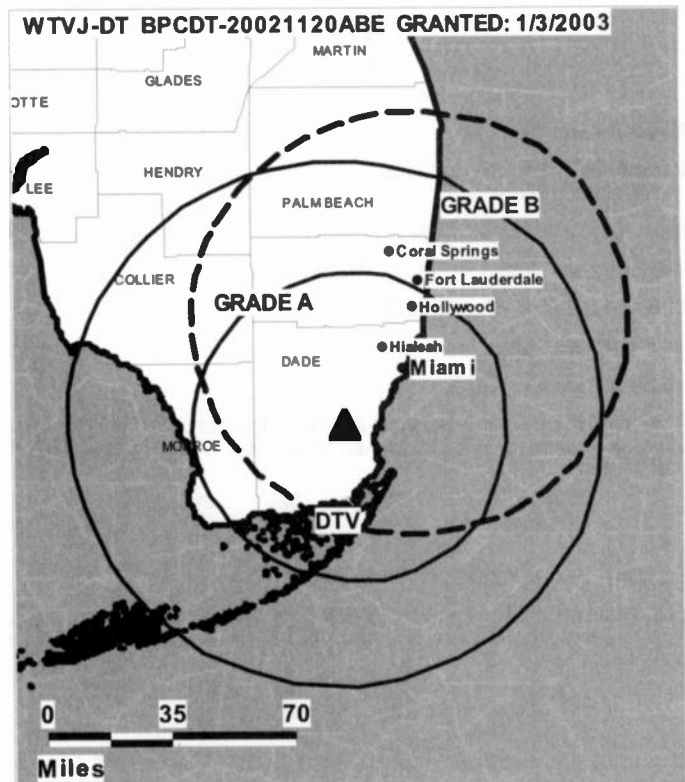 WTVJ-DT BPCDT-20021120ABE GRANTED: 1/3/2003
MARTIN
GLADES
OTTE
HENDRY
LEE
PALM BEACH
GRADE B
Coral Springs
COLLIER
Fort Lauderdale
GRADE A
Hollywood
Hialeah
DADE
Miami
MONROE
DTV
0 35 70
Miles